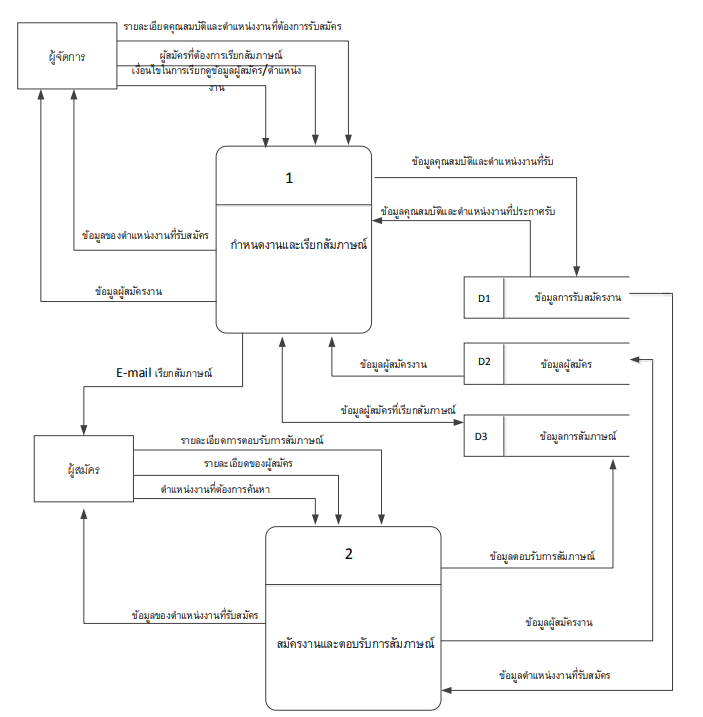 รายละเอียดคุณสมบัติและตำแหน่งงานที่ต้องการรับสมัคร
ผู้จัดการ
ผู้สมัครที่ต้องการเรียกสัมภาษณ์
เงื่อนไขในการเรียกดูข้อมูลผู้สมัคร/ตำแหน่ง
งาน
1
ข้อมูลคุณสมบัติและตำแหน่งงานที่รับ
ข้อมูลคุณสมบัติและตำแหน่งงานที่ประกาศรับ
ข้อมูลของตำแหน่งงานที่รับสมัคร
กำหนดงานและเรียกสัมภาษณ์
ข้อมูลผู้สมัครงาน
D1
ข้อมูลการรับสมัครงาน
D2
ข้อมูลผู้สมัคร
ข้อมูลผู้สมัครงาน
E-mail เรียกสัมภาษณ์
ข้อมูลผู้สมัครที่เรียกสัมภาษณ์
D3
ข้อมูลการสัมภาษณ์
ผู้สมัคร
รายละเอียดการตอบรับการสัมภาษณ์
รายละเอียดของผู้สมัคร
ตำแหน่งงานที่ต้องการค้นหา
2
ข้อมูลตอบรับการสัมภาษณ์
ข้อมูลของตำแหน่งงานที่รับสมัคร
ข้อมูลผู้สมัครงาน
สมัครงานและตอบรับการสัมภาษณ์
ข้อมูลตำแหน่งงานที่รับสมัคร